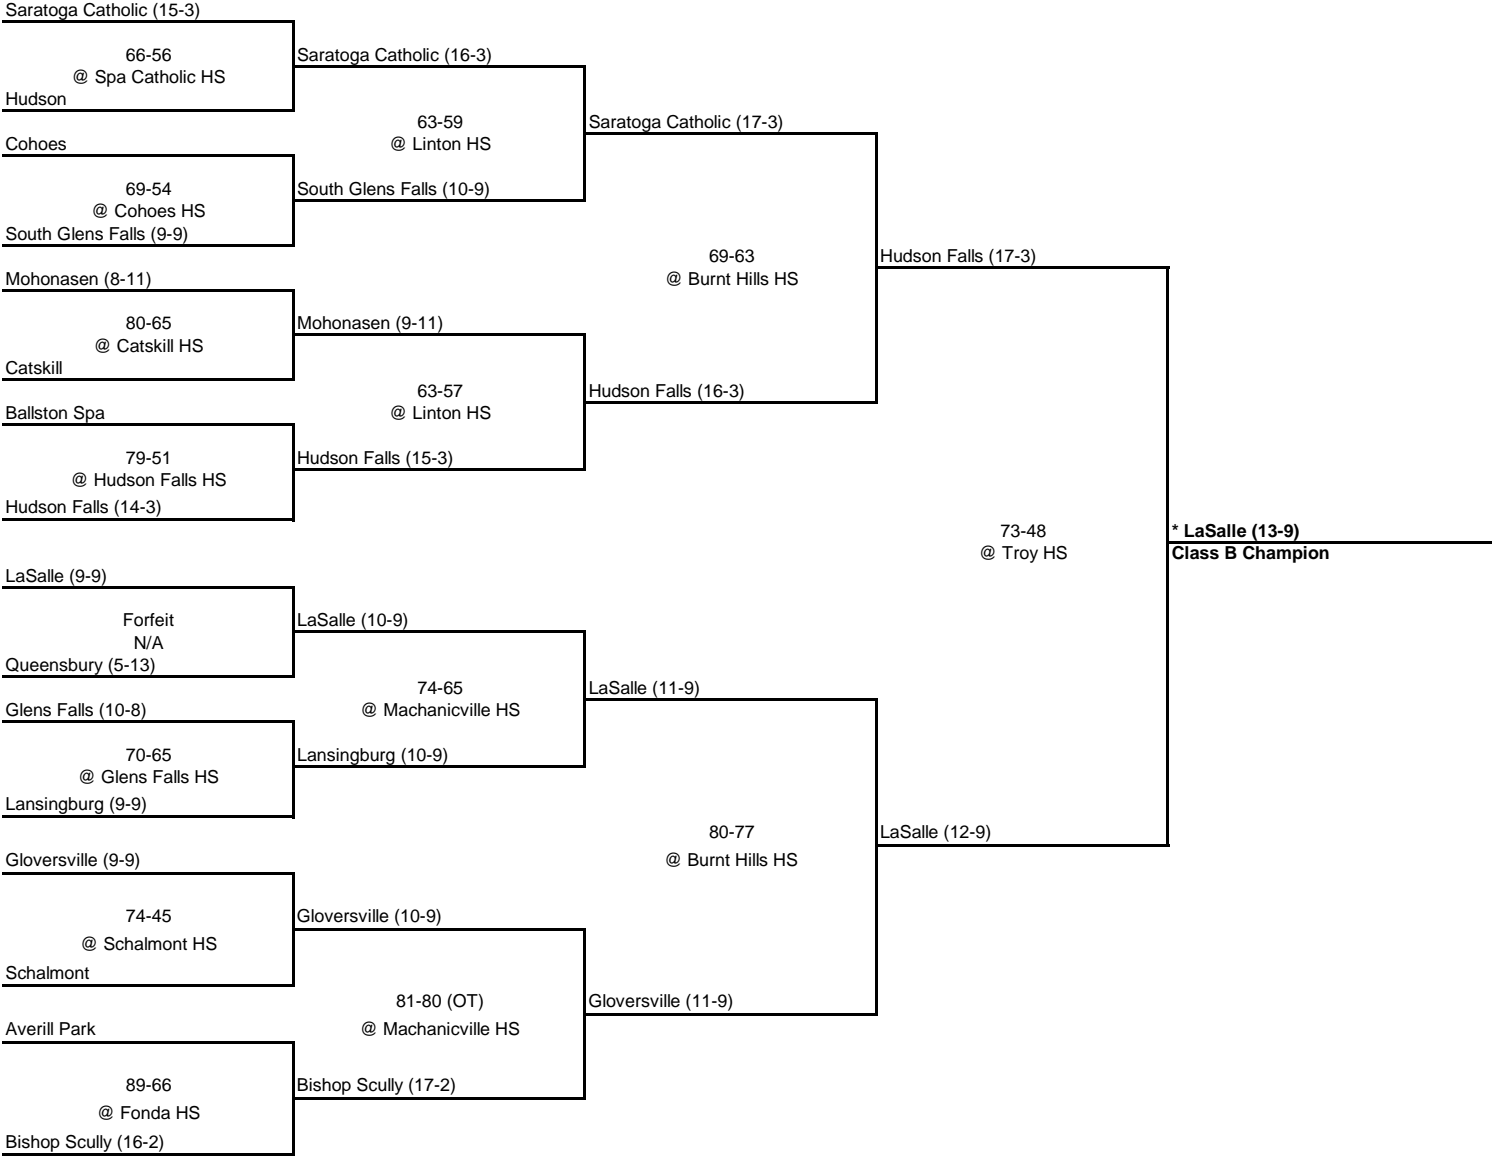 Saratoga Catholic (15-3)
66-56
@ Spa Catholic HS
Hudson
Saratoga Catholic (16-3)
Cohoes
69-54
@ Cohoes HS
South Glens Falls (9-9)
63-59
@ Linton HS
South Glens Falls (10-9)
Saratoga Catholic (17-3)
Mohonasen (8-11)
80-65
@ Catskill HS
Catskill
Mohonasen (9-11)
Ballston Spa
79-51
@ Hudson Falls HS
Hudson Falls (14-3)
63-57
@ Linton HS
Hudson Falls (15-3)
69-63
@ Burnt Hills HS
Hudson Falls (16-3)
Hudson Falls (17-3)
73-48
@ Troy HS
* LaSalle (13-9)
Class B Champion
LaSalle (9-9)
Forfeit
N/A
Queensbury (5-13)
LaSalle (10-9)
Glens Falls (10-8)
70-65
@ Glens Falls HS
Lansingburg (9-9)
74-65
@ Machanicville HS
Lansingburg (10-9)
LaSalle (11-9)
80-77
@ Burnt Hills HS
LaSalle (12-9)
Gloversville (9-9)
74-45
@ Schalmont HS
Schalmont
Gloversville (10-9)
81-80 (OT)
@ Machanicville HS
Gloversville (11-9)
Averill Park
89-66
@ Fonda HS
Bishop Scully (16-2)
Bishop Scully (17-2)